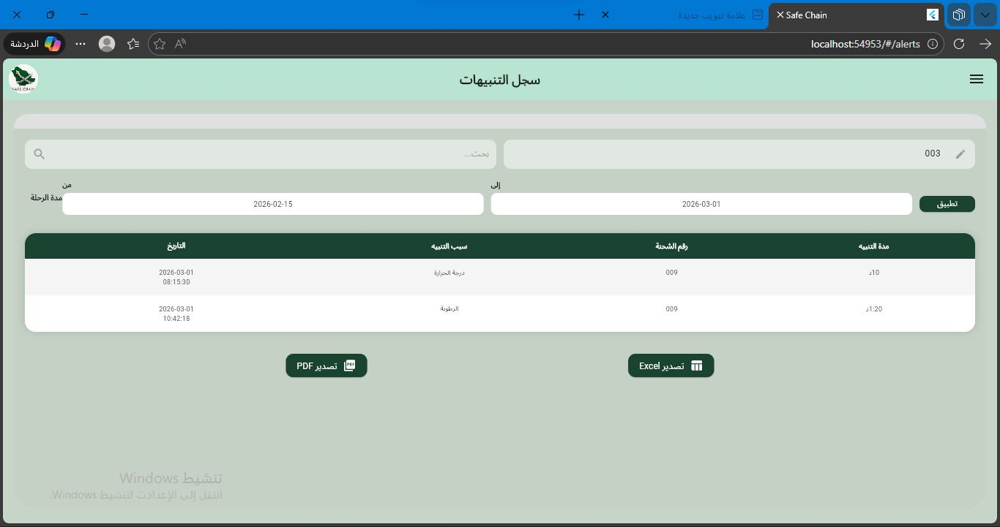 Safe Chain
علامة تبويب جديدة
localhost:54953/#/alerts
الدردشة
سجل التنبيهات
SAFE CHAIN
003
بحث...
من
إلى
مدة الرحلة
2026-02-15
2026-03-01
تطبيق
التاريخ
سبب التنبيه
رقم الشحنة
مدة التنبيه
2026-03-01
08:15:30
درجة الحرارة
009
10د
2026-03-01
10:42:18
الرطوبة
009
1:20د
تصدير PDF
تصدير Excel
تنشيط Windows
انتقل إلى الإعدادت لتنشيط Windows.